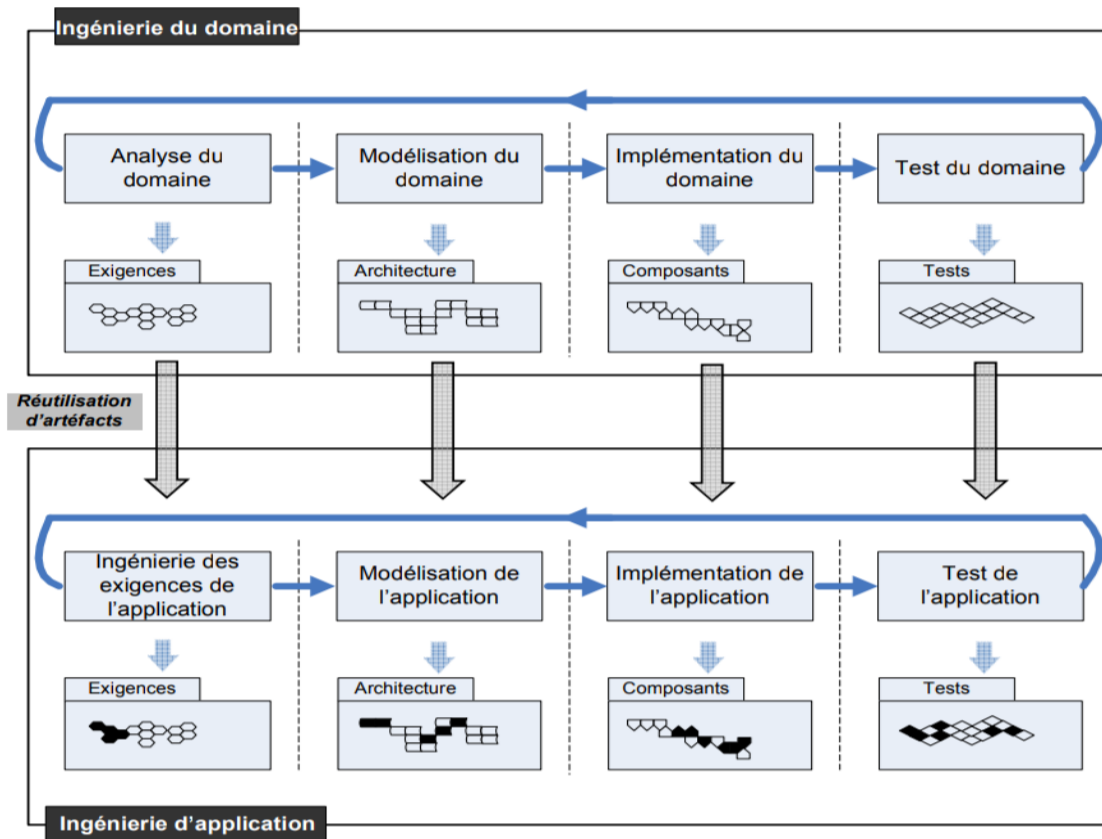 Ingénierie du domaine
Analyse du
domaine
Modélisation du
domaine
Implémentation du
domaine
Test du domaine
Exigences
Architecture
Composants
Tests
Réutilisation
d'artéfacts
Ingénierie des
exigences de
l'application
Modélisation de
l'application
Implémentation de
l'application
Test de
l'application
Exigences
Architecture
Composants
Tests
Ingénierie d'application